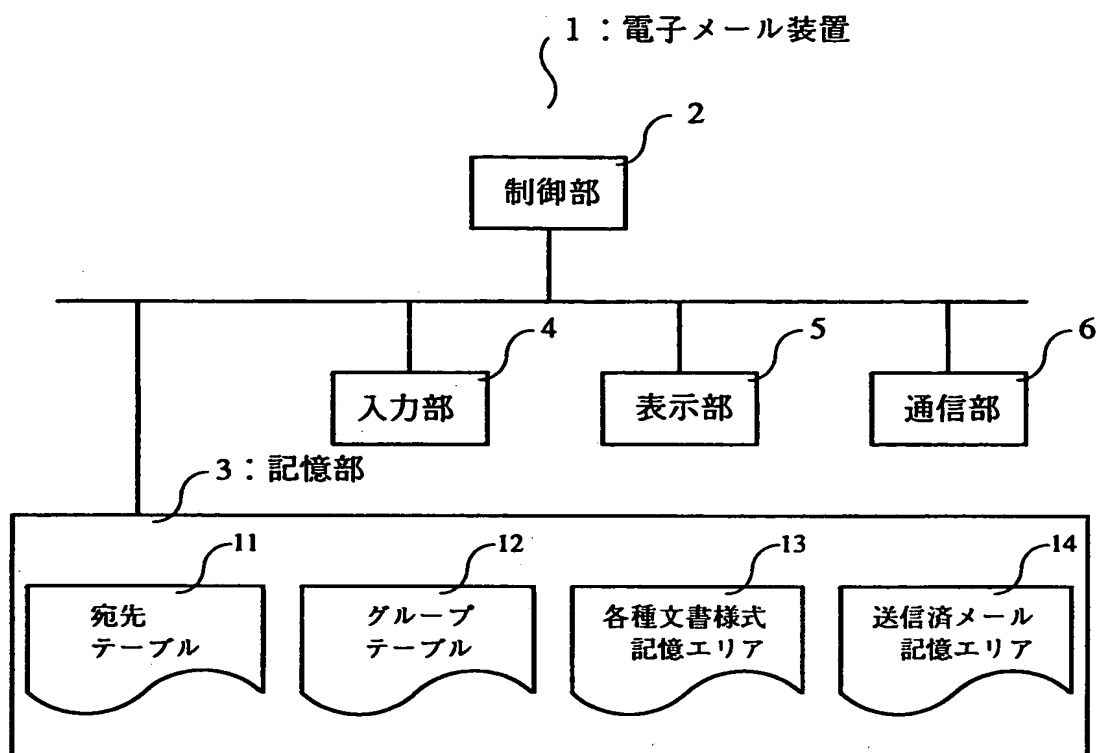 1：電子メール装置
2
制御部
4
5
6
入力部
表示部
通信部
3：記憶部
11
12
13
14
宛先
テーブル
グループ
テーブル
各種文書様式
記憶エリア
送信済メール
記憶エリア